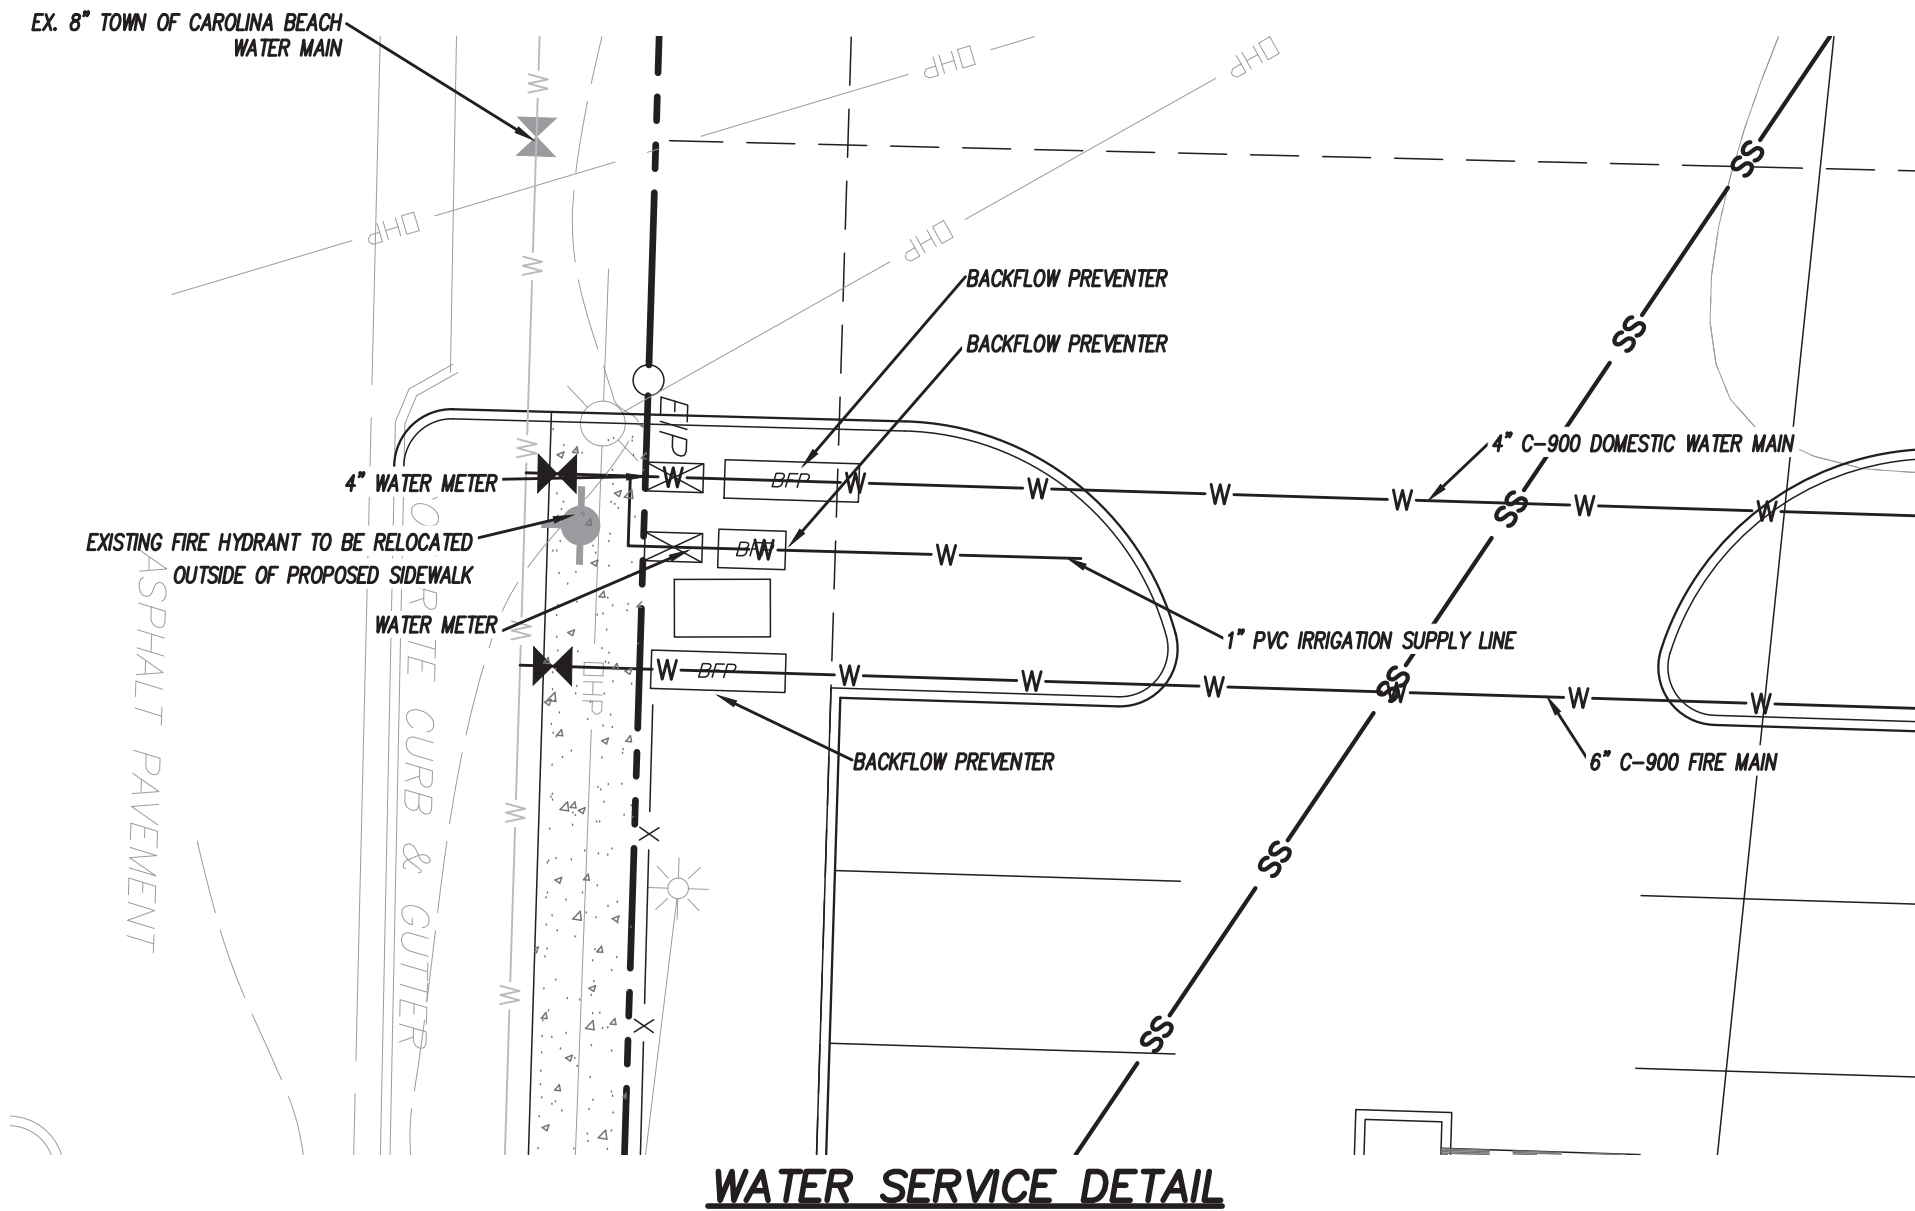 EX. 8" TOWN OF CAROLINA BEACH
WATER MAIN
W
OHP
OHP
OHP
W
OHP
BACKFLOW PREVENTER
BACKFLOW PREVENTER
SS
SS
P/E
W
4" C-900 DOMESTIC WATER MAIN
4" WATER METER
W
BFP
W
W
W
W
SS
W
W
EXISTING FIRE HYDRANT TO BE RELOCATED
OUTSIDE OF PROPOSED SIDEWALK
BFP
W
W
WATER METER
W
1" PVC IRRIGATION SUPPLY LINE
W
BFP
W
W
W
SS
W
W
W
OHP
BACKFLOW PREVENTER
6" C-900 FIRE MAIN
ASPHALT PAVEMENT
CURB & GUTTER
W
X
SS
W
X
SS
WATER SERVICE DETAIL